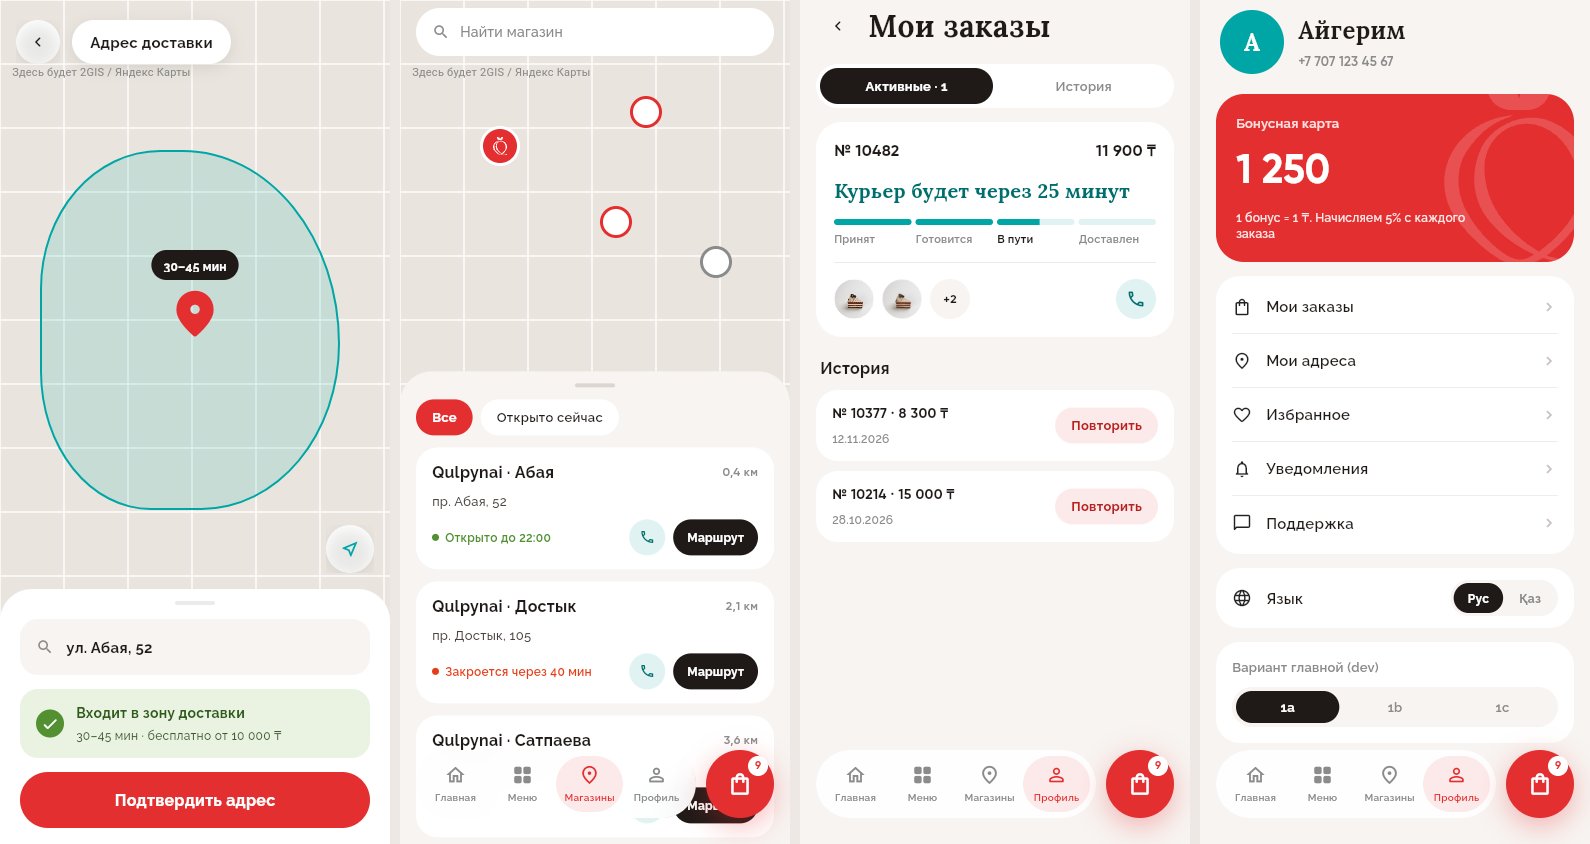 Адрес доставки
Здесь будет 2GIS / Яндекс Карты
30–45 мин
ул. Абая, 52
Входит в зону доставки
30–45 мин · бесплатно от 10 000 ₸
Подтвердить адрес
Найти магазин
Здесь будет 2GIS / Яндекс Карты
Все
Открыто сейчас
Qulpynai · Абая
0,4 км
пр. Абая, 52
Открыто до 22:00
Маршрут
Qulpynai · Достык
2,1 км
пр. Достык, 105
Закроется через 40 мин
Маршрут
Qulpynai · Сатпаева
3,6 км
9
Главная
Меню
Магазины
Профиль
Мои заказы
Активные · 1
История
№ 10482
11 900 ₸
Курьер будет через 25 минут
Принят
Готовится
В пути
Доставлен
+2
История
№ 10377 · 8 300 ₸
12.11.2026
Повторить
№ 10214 · 15 000 ₸
28.10.2026
Повторить
9
Главная
Меню
Магазины
Профиль
А
Айгерим
+7 707 123 45 67
Бонусная карта
1 250
1 бонус = 1 ₸. Начисляем 5% с каждого
заказа
Мои заказы
Мои адреса
Избранное
Уведомления
Поддержка
Язык
Рус
Қаз
Вариант главной (dev)
1a
1b
1c
9
Главная
Меню
Магазины
Профиль